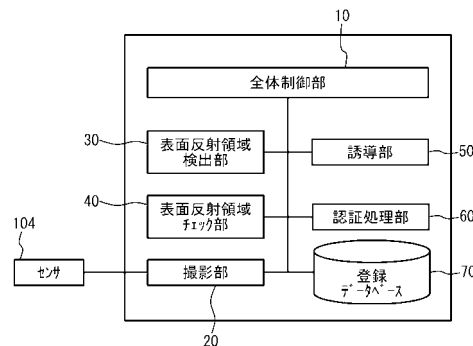 10
全体制御部
30
表面反射領域
検出部
誘導部
50
40
表面反射領域
ﾁｪｯｸ部
認証処理部
60
104
センサ
撮影部
登録
ﾃﾞｰﾀﾍﾞｰｽ
70
20